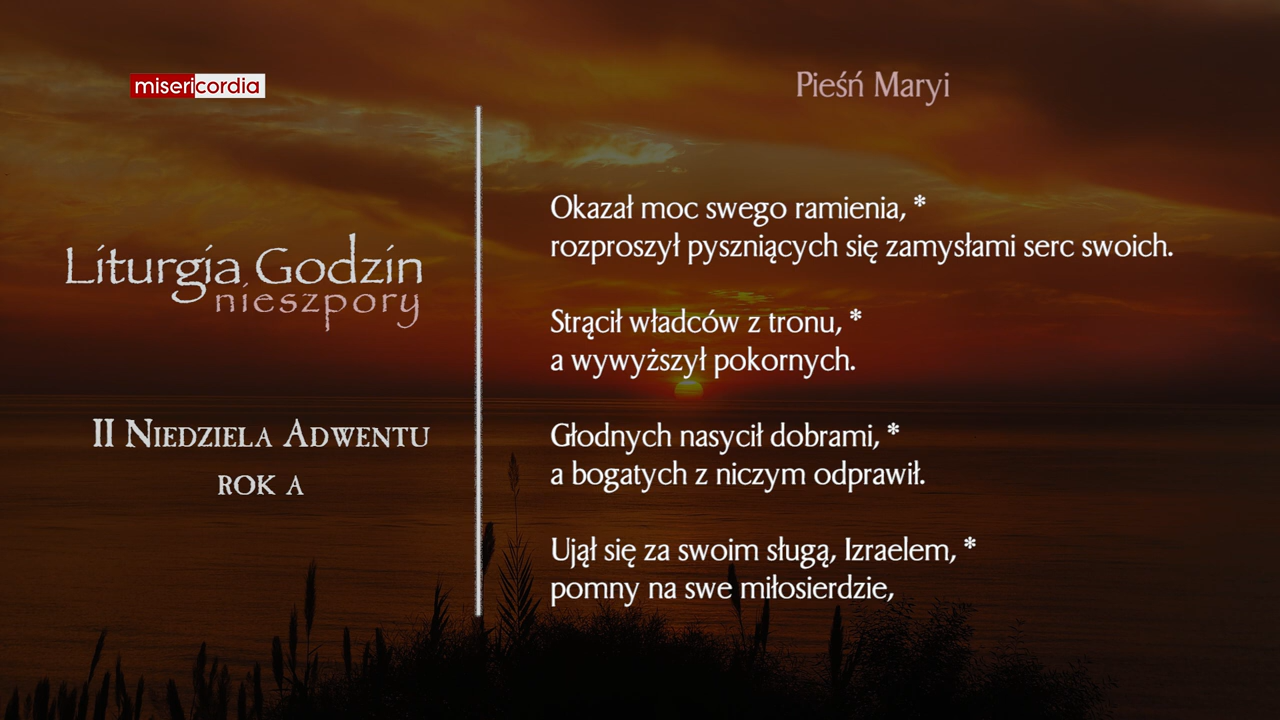 misericordia
Liturgia Godzin
nieszpory
II Niedziela Adwentu
rok A
Pieśń Maryi
Okazał moc swego ramienia, *
rozproszył pyszniących się zamysłami serc swoich.
Strącił władców z tronu, *
a wywyższył pokornych.
Głodnych nasycił dobrami, *
a bogatych z niczym odprawił.
Ujął się za swoim sługą, Izraelem, *
pomny na swe miłosierdzie,